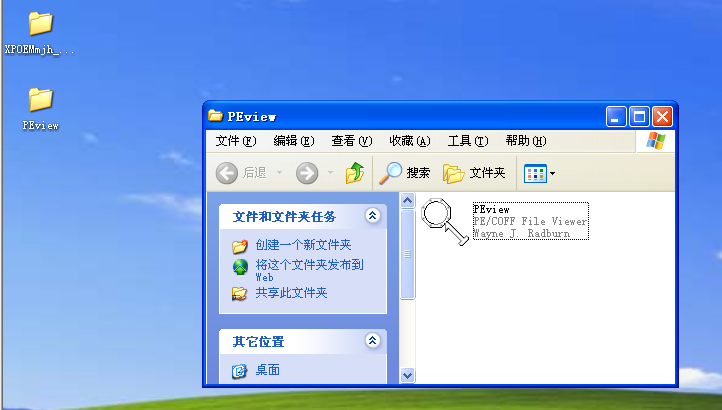 XPOEMmjh_...
PEview
PEview
文件(F) 编辑(E) 查看(V) 收藏(A) 工具(T) 帮助(H)
后退 搜索 文件夹
文件和文件夹任务
创建一个新文件夹
将这个文件夹发布到
Web
共享此文件夹
其它位置
桌面
PEview
PE/COFF File Viewer
Wayne J. Radburn